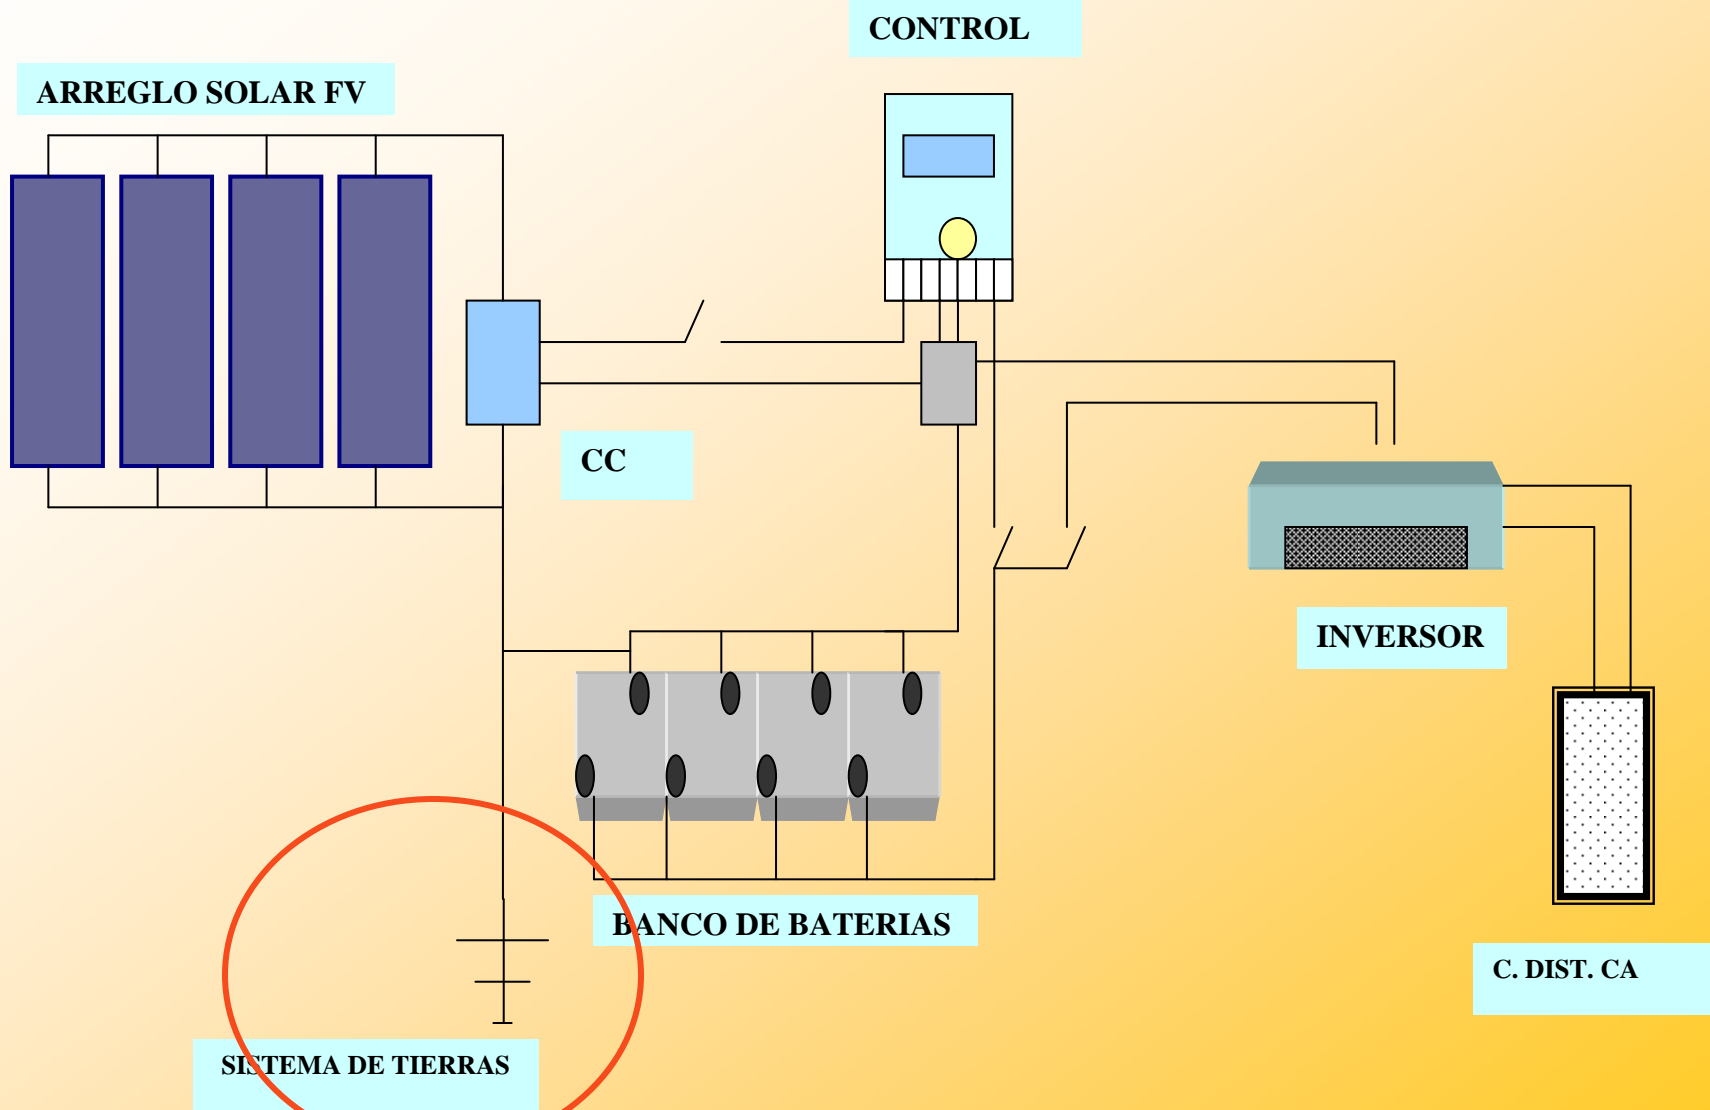 CONTROL
ARREGLO SOLAR FV
CC
INVERSOR
BANCO DE BATERIAS
C. DIST. CA
SISTEMA DE TIERRAS